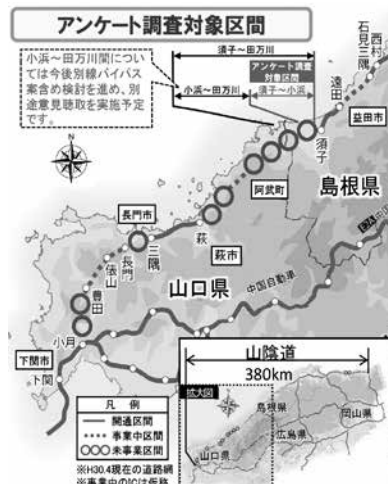 アンケート調査対象区間
小浜~田万川間につい
ては今後別線バイパス
案含め検討を進め、別
途意見聴取を実施予定
です。
須子~田万川
アンケート調査
対象区間
小浜~田万川
須子~小浜
西村
石見三隅
遠田
益田市
須子
島根県
阿武町
長門市
萩
萩市
三隅
長門
俣山
豊田
山口県
中国自動車
小月
下関市
下関
山陰道
380km
拡大図
島根県
岡山県
広島県
山口県
凡 例
開通区間
事業中区間
未事業区間
※H30.4現在の道路網
※事業中のICは仮称